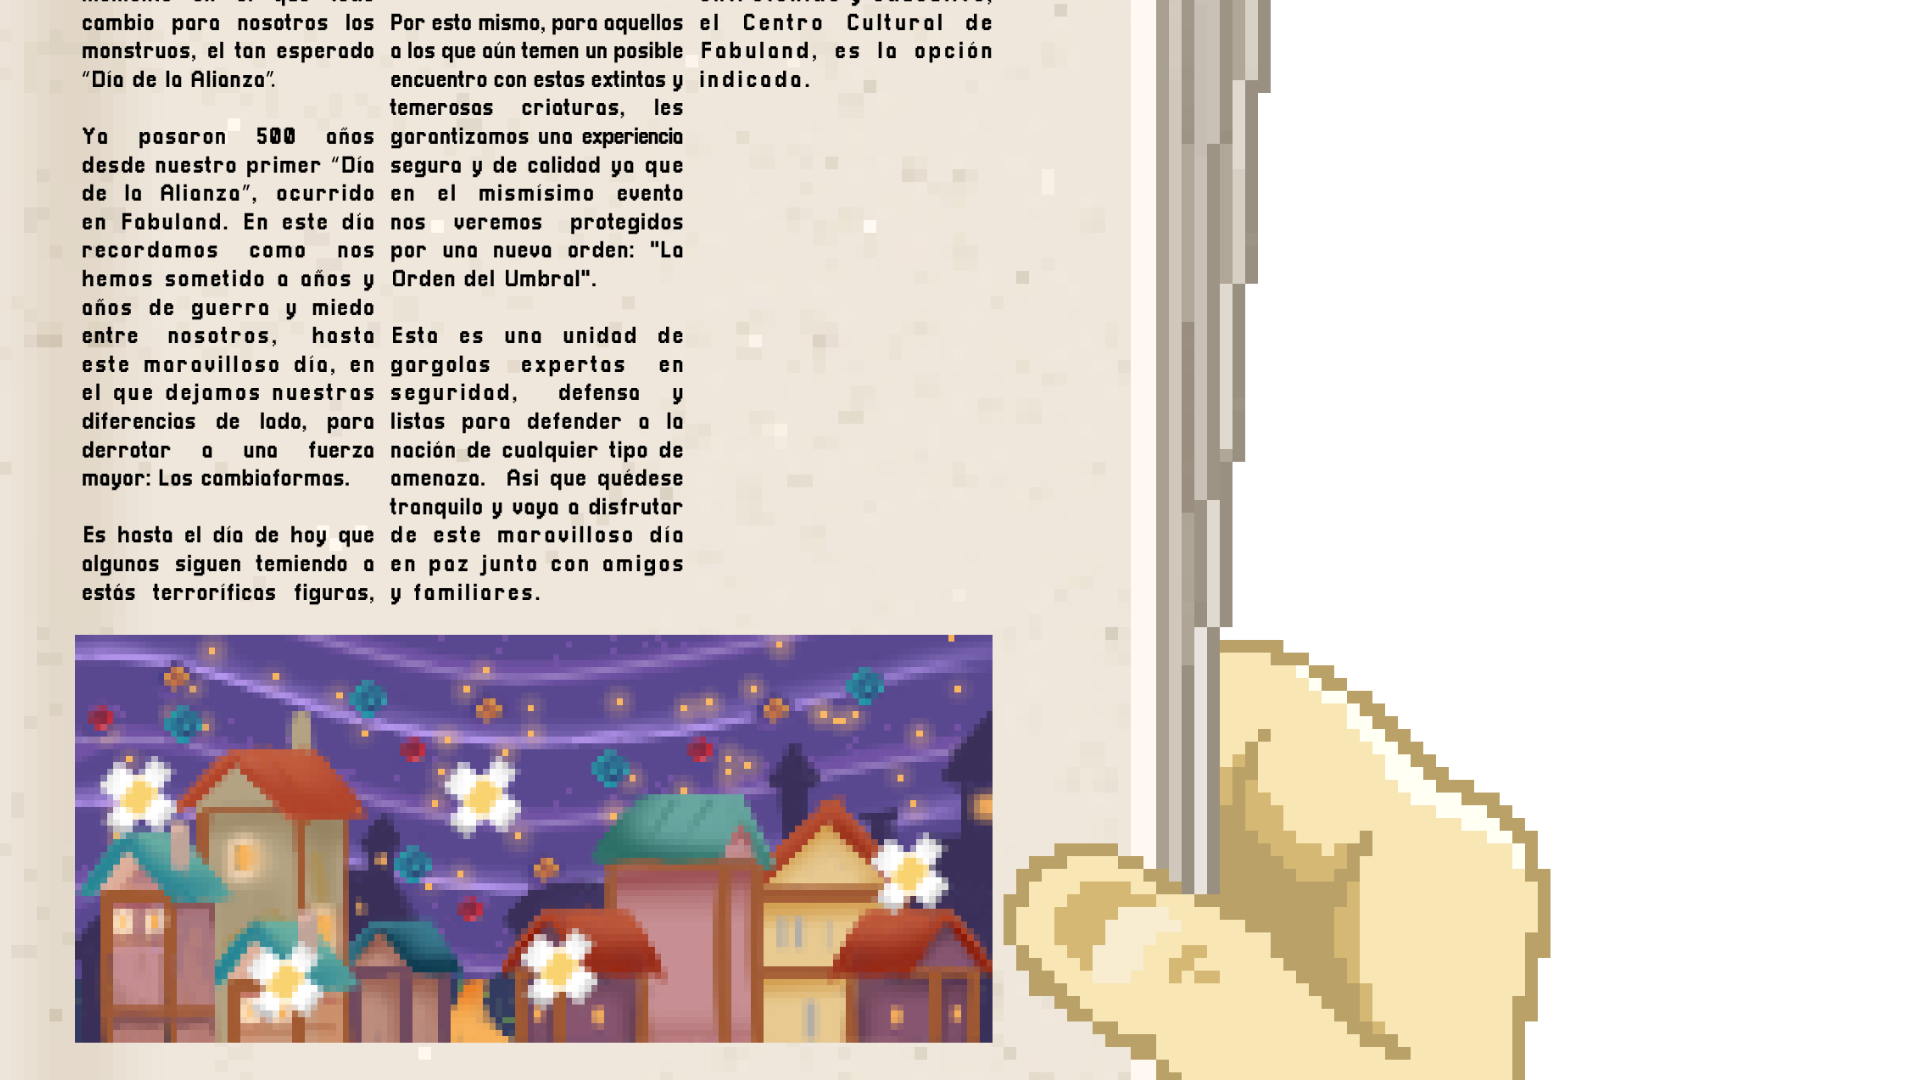 cambio para nosotros los
monstruos, el tan esperado
"Día de la Alianza".
Ya pasaron 500 años
desde nuestro primer "Día
de la Alianza", ocurrido
en Fabuland. En este día
recordamos como nos
hemos sometido a años y
años de guerra y miedo
entre nosotros, hasta
este maravilloso día, en
el que dejamos nuestras
diferencias de lado, para
derrotar a una fuerza
mayor: Los cambiaformas.
Es hasta el día de hoy que
algunos siguen temiendo a
estás terroríficas figuras,
Por esto mismo, para aquellos
a los que aún temen un posible
encuentro con estas extintas y
temerosas criaturas, les
garantizamos una experiencia
segura y de calidad ya que
en el mismísimo evento
nos veremos protegidos
por una nueva orden: "La
Orden del Umbral".
Esta es una unidad de
gargolas expertas en
seguridad, defensa y
listas para defender a la
nación de cualquier tipo de
amenaza. Asi que quédese
tranquilo y vaya a disfrutar
de este maravilloso día
en paz junto con amigos
y familiares.
el Centro Cultural de
Fabuland, es la opción
indicada.